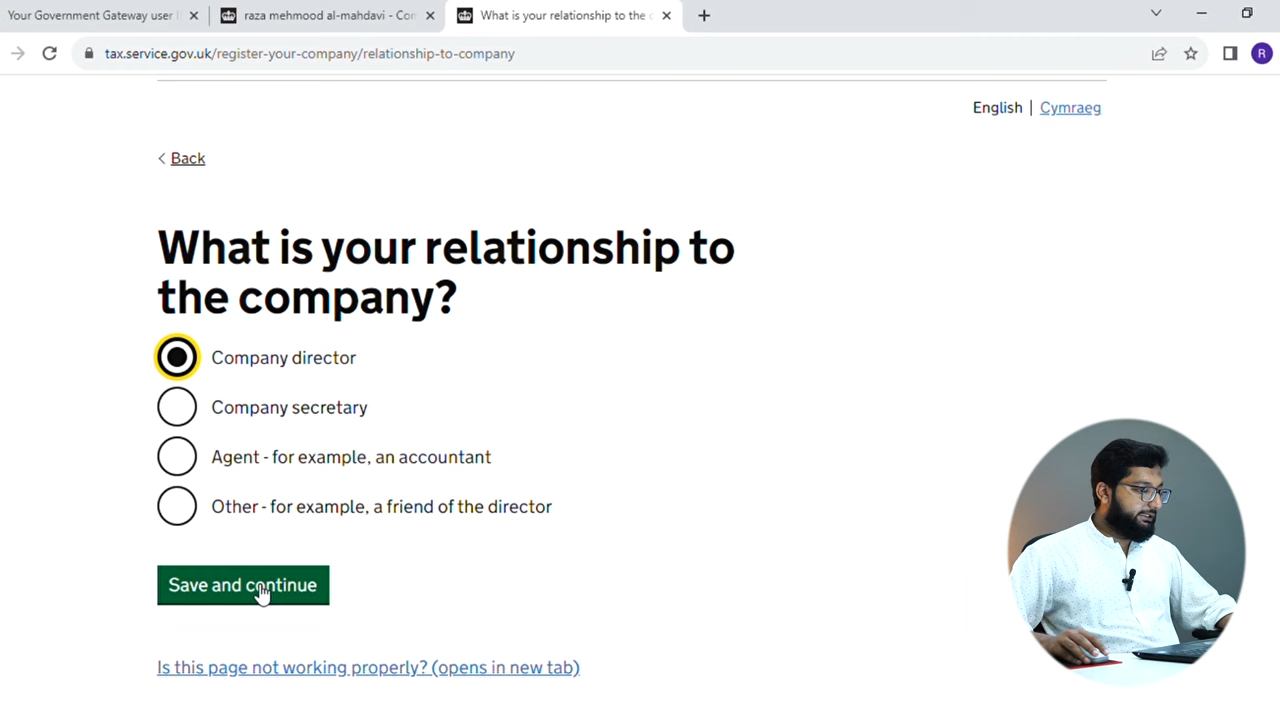 Your Government Gateway user
raza mehmood al-mahdavi - Con
What is your relationship to the c
tax.service.gov.uk/register-your-company/relationship-to-company
R
English | Cymraeg
< Back
What is your relationship to
the company?
Company director
Company secretary
Agent - for example, an accountant
Other - for example, a friend of the director
Save and continue
Is this page not working properly? (opens in new tab)